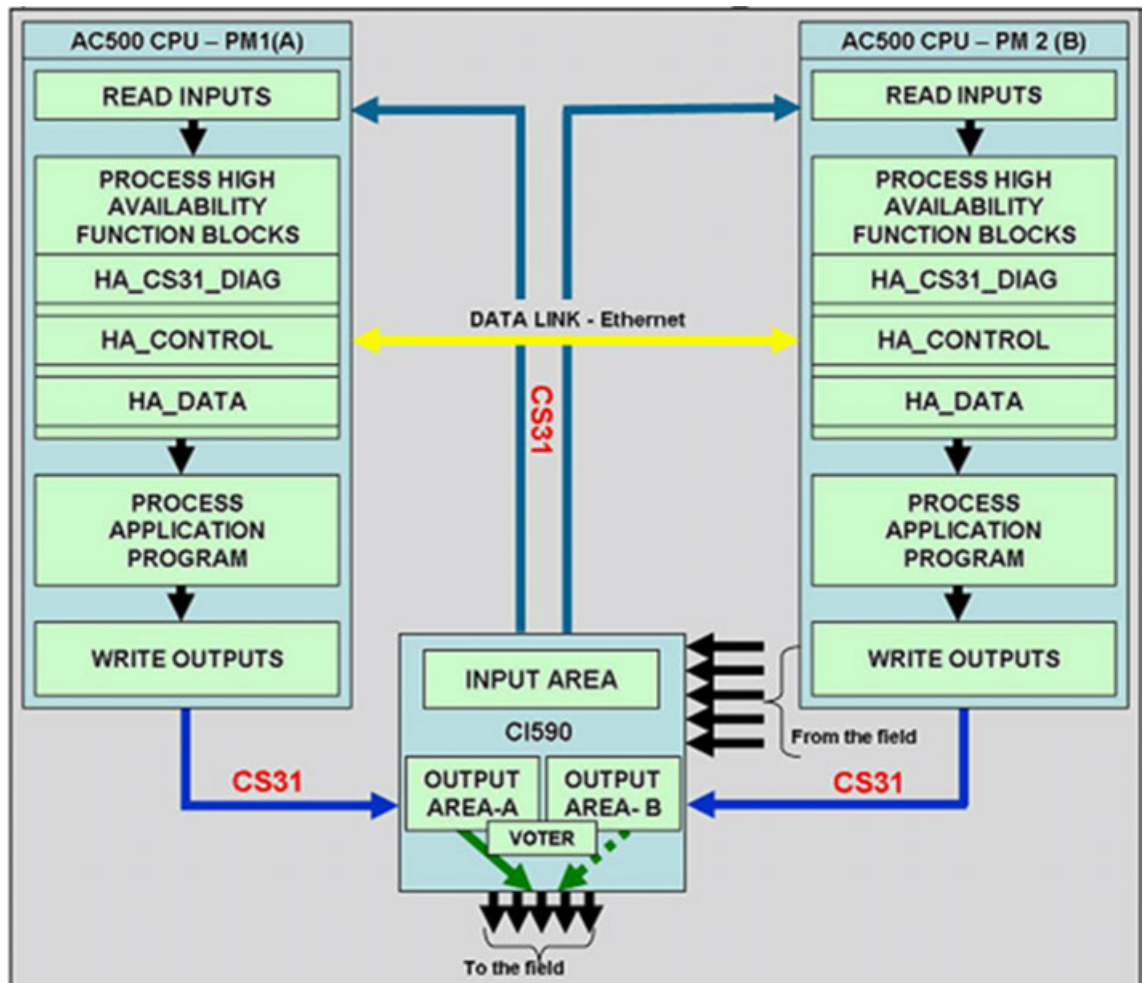 AC500 CPU – PM1(A)
READ INPUTS
PROCESS HIGH
AVAILABILITY
FUNCTION BLOCKS
HA_CS31_DIAG
HA_CONTROL
HA_DATA
PROCESS
APPLICATION
PROGRAM
WRITE OUTPUTS
CS31
DATA LINK - Ethernet
CS31
AC500 CPU – PM 2 (B)
READ INPUTS
PROCESS HIGH
AVAILABILITY
FUNCTION BLOCKS
HA_CS31_DIAG
HA_CONTROL
HA_DATA
PROCESS
APPLICATION
PROGRAM
WRITE OUTPUTS
CS31
INPUT AREA
CI590
From the field
OUTPUT
AREA-A
OUTPUT
AREA- B
VOTER
To the field